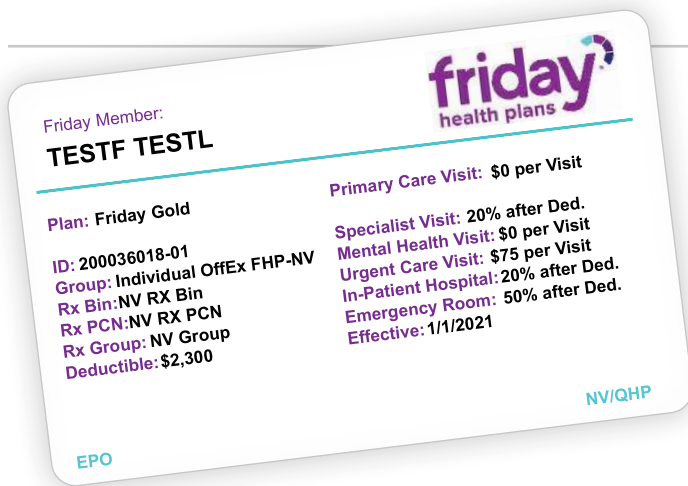 friday
health plans
Friday Member:
TESTF TESTL
Plan: Friday Gold
ID: 200036018-01
Group: Individual OffEx FHP-NV
Rx Bin:NV RX Bin
Rx PCN:NV RX PCN
Rx Group: NV Group
Deductible: $2,300
Primary Care Visit: $0 per Visit
Specialist Visit: 20% after Ded.
Mental Health Visit: $0 per Visit
Urgent Care Visit: $75 per Visit
In-Patient Hospital: 20% after Ded.
Emergency Room: 50% after Ded.
Effective: 1/1/2021
NV/QHP
EPO